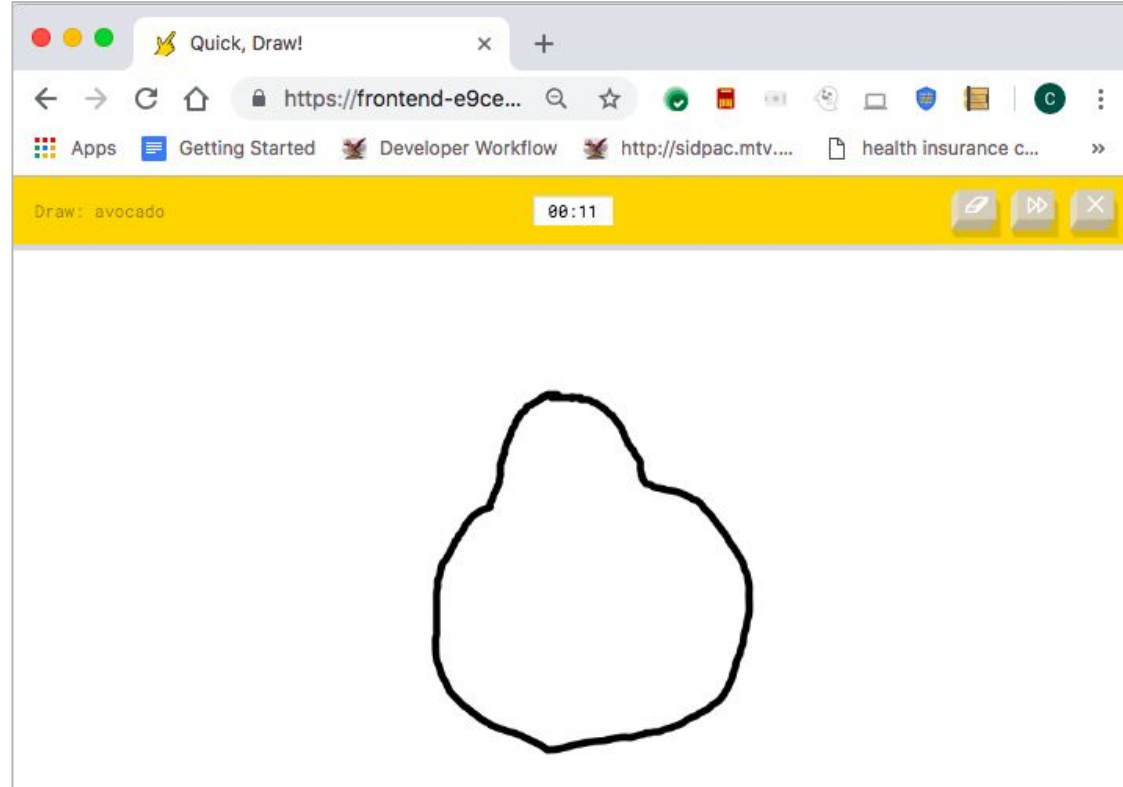 Quick, Draw!
https://frontend-e9ce...
C
Apps Getting Started Developer Workflow http://sidpac.mtv.... health insurance c... »
Draw: avocado 00:11